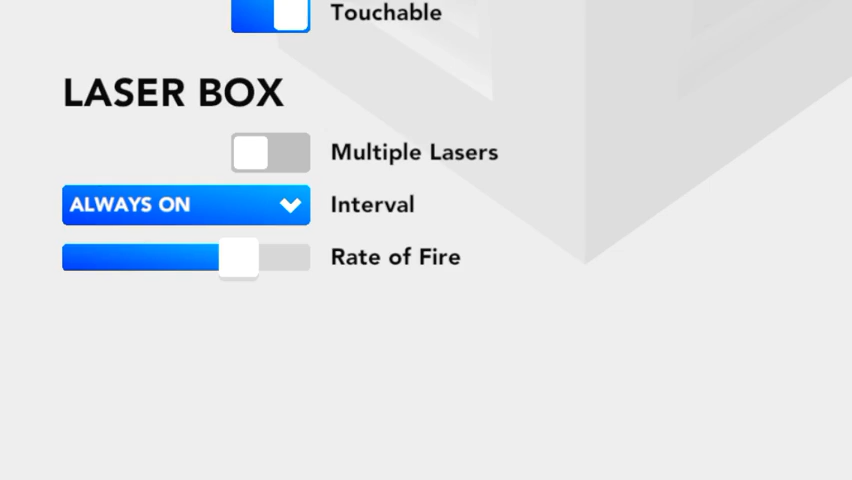 Touchable
LASER BOX
Multiple Lasers
ALWAYS ON
Interval
Rate of Fire